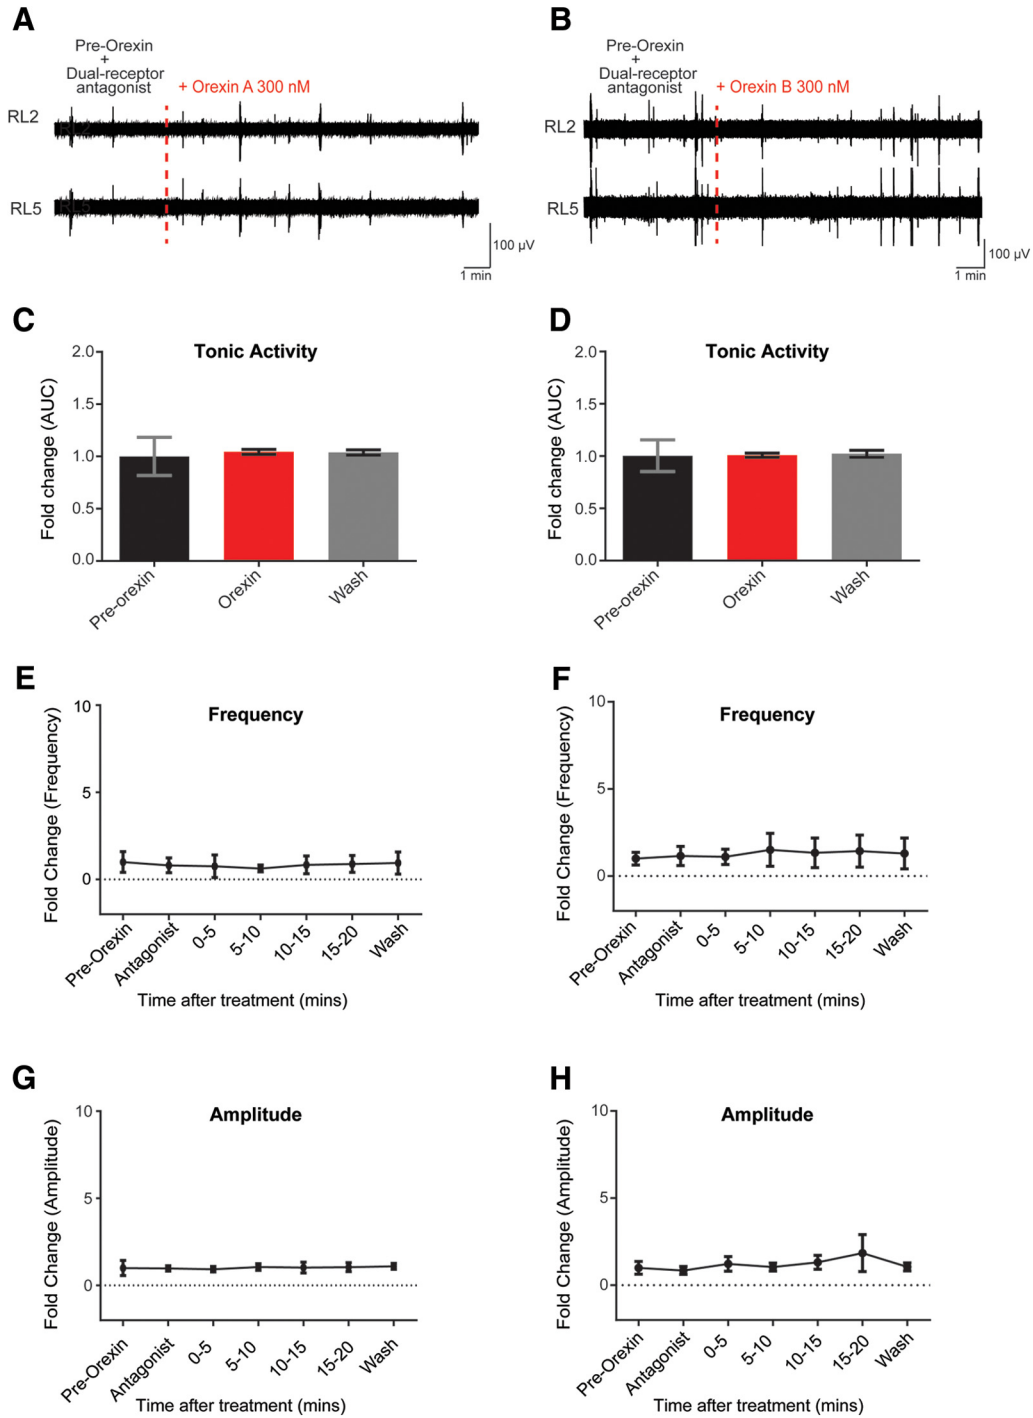 A
Pre-Orexin
+
Dual-receptor
antagonist
+ Orexin A 300 nM
RL2
RL2
RL5
RL5
100 µV
1 min
B
Pre-Orexin
+
Dual-receptor
antagonist
+ Orexin B 300 nM
RL2
RL5
100 µV
1 min
C
Tonic Activity
Fold change (AUC)
2.0
1.5
1.0
0.5
0.0
Pre-orexin
Orexin
Wash
D
Tonic Activity
Fold change (AUC)
2.0
1.5
1.0
0.5
0.0
Pre-orexin
Orexin
Wash
E
Frequency
Fold Change (Frequency)
10
5
0
Pre-Orexin
Antagonist
0-5
5-10
10-15
15-20
Wash
Time after treatment (mins)
F
Frequency
Fold Change (Frequency)
10
5
0
Pre-Orexin
Antagonist
0-5
5-10
10-15
15-20
Wash
Time after treatment (mins)
G
Amplitude
Fold Change (Amplitude)
10
5
0
Pre-Orexin
Antagonist
0-5
5-10
10-15
15-20
Wash
Time after treatment (mins)
H
Amplitude
Fold Change (Amplitude)
10
5
0
Pre-Orexin
Antagonist
0-5
5-10
10-15
15-20
Wash
Time after treatment (mins)